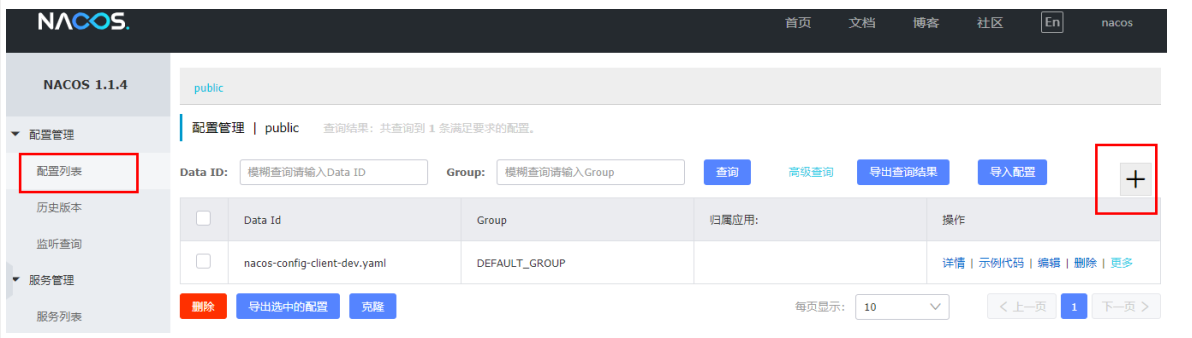 NACOS. 首页 文档 博客 社区 En nacos
NACOS 1.1.4
public
配置管理
配置管理 | public 查询结果：共查询到 1 条满足要求的配置。
配置列表
Data ID: 模糊查询请输入Data ID Group: 模糊查询请输入Group 查询 高级查询 导出查询结果 导入配置 +
历史版本
Data Id Group 归属应用: 操作
监听查询
nacos-config-client-dev.yaml DEFAULT_GROUP 详情 | 示例代码 | 编辑 | 删除 | 更多
服务管理
删除 导出选中的配置 克隆 每页显示: 10 < 上一页 1 下一页 >
服务列表